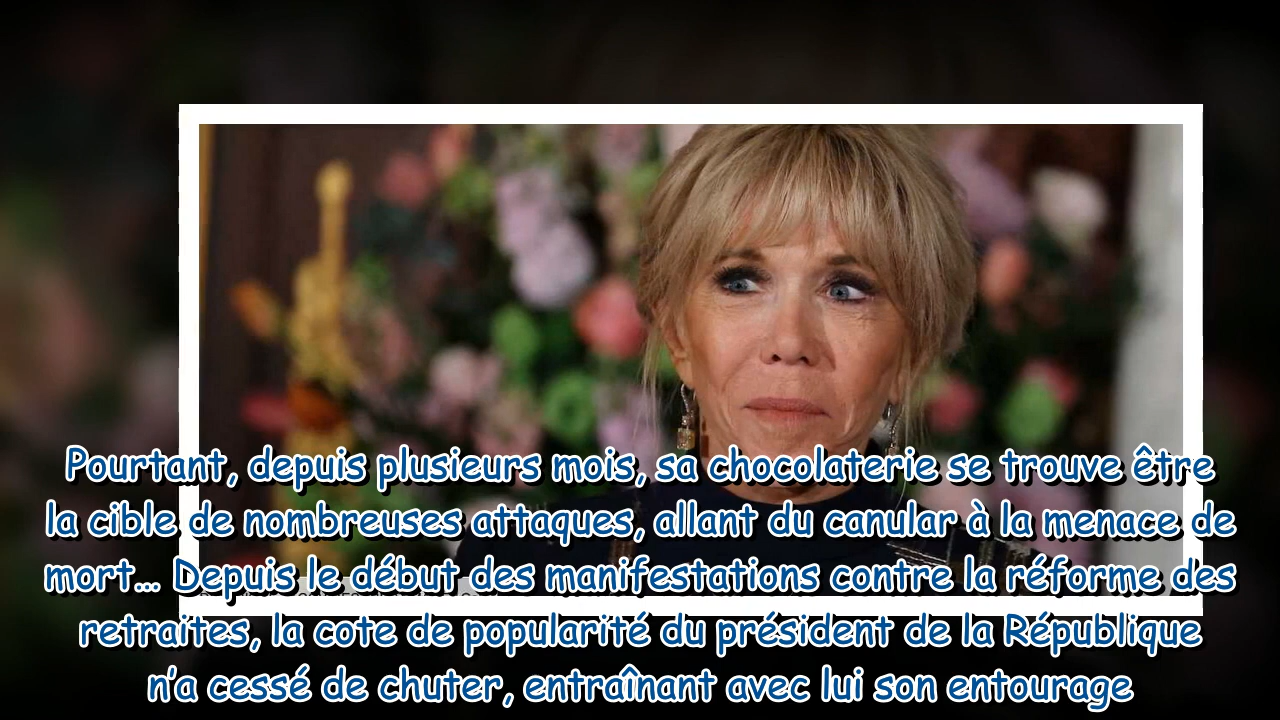 Pourtant, depuis plusieurs mois, sa chocolaterie se trouve être
la cible de nombreuses attaques, allant du canular à la menace de
mort... Depuis le début des manifestations contre la réforme des
retraites, la cote de popularité du président de la République
n'a cessé de chuter, entraînant avec lui son entourage